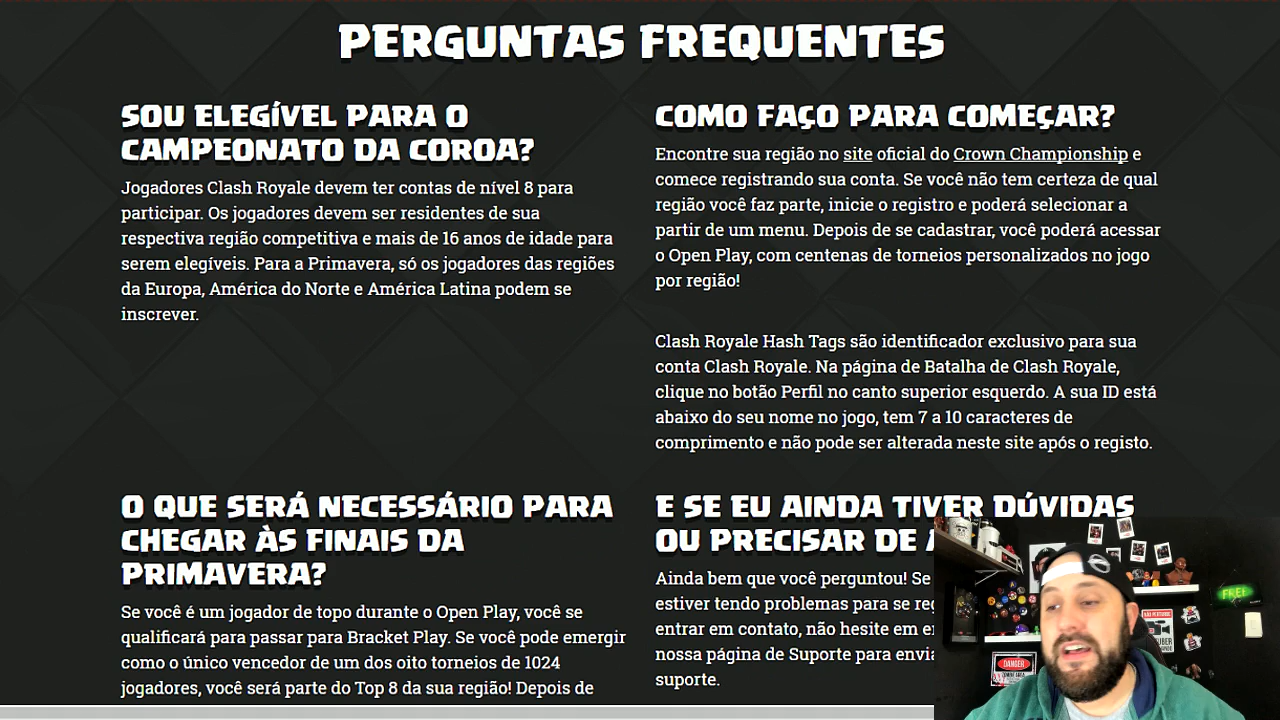 PERGUNTAS FREQUENTES
SOU ELEGÍVEL PARA O
CAMPEONATO DA COROA?
Jogadores Clash Royale devem ter contas de nível 8 para
participar. Os jogadores devem ser residentes de sua
respectiva região competitiva e mais de 16 anos de idade para
serem elegíveis. Para a Primavera, só os jogadores das regiões
da Europa, América do Norte e América Latina podem se
inscrever.
COMO FAÇO PARA COMEÇAR?
Encontre sua região no site oficial do Crown Championship e
comece registrando sua conta. Se você não tem certeza de qual
região você faz parte, inicie o registro e poderá selecionar a
partir de um menu. Depois de se cadastrar, você poderá acessar
o Open Play, com centenas de torneios personalizados no jogo
por região!
Clash Royale Hash Tags são identificador exclusivo para sua
conta Clash Royale. Na página de Batalha de Clash Royale,
clique no botão Perfil no canto superior esquerdo. A sua ID está
abaixo do seu nome no jogo, tem 7 a 10 caracteres de
comprimento e não pode ser alterada neste site após o registo.
O QUE SERÁ NECESSÁRIO PARA
CHEGAR ÀS FINAIS DA
PRIMAVERA?
Se você é um jogador de topo durante o Open Play, você se
qualificará para passar para Bracket Play. Se você pode emergir
como o único vencedor de um dos oito torneios de 1024
jogadores, você será parte do Top 8 da sua região! Depois de
E SE EU AINDA TIVER DÚVIDAS
OU PRECISAR DE
Ainda bem que você perguntou! Se
estiver tendo problemas para se
entrar em contato, não hesite em
nossa página de Suporte para
suporte.
FREE
DANGER